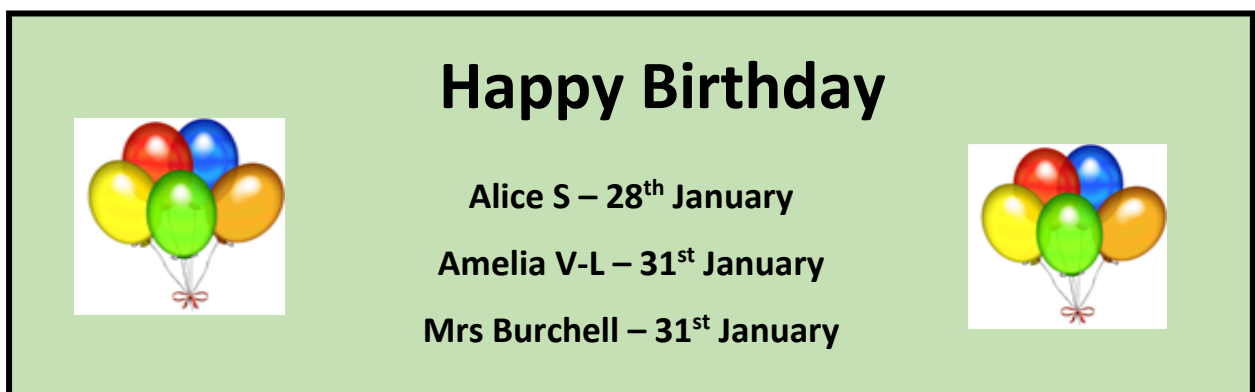 Happy Birthday
Alice S – 28th January
Amelia V-L – 31st January
Mrs Burchell – 31st January